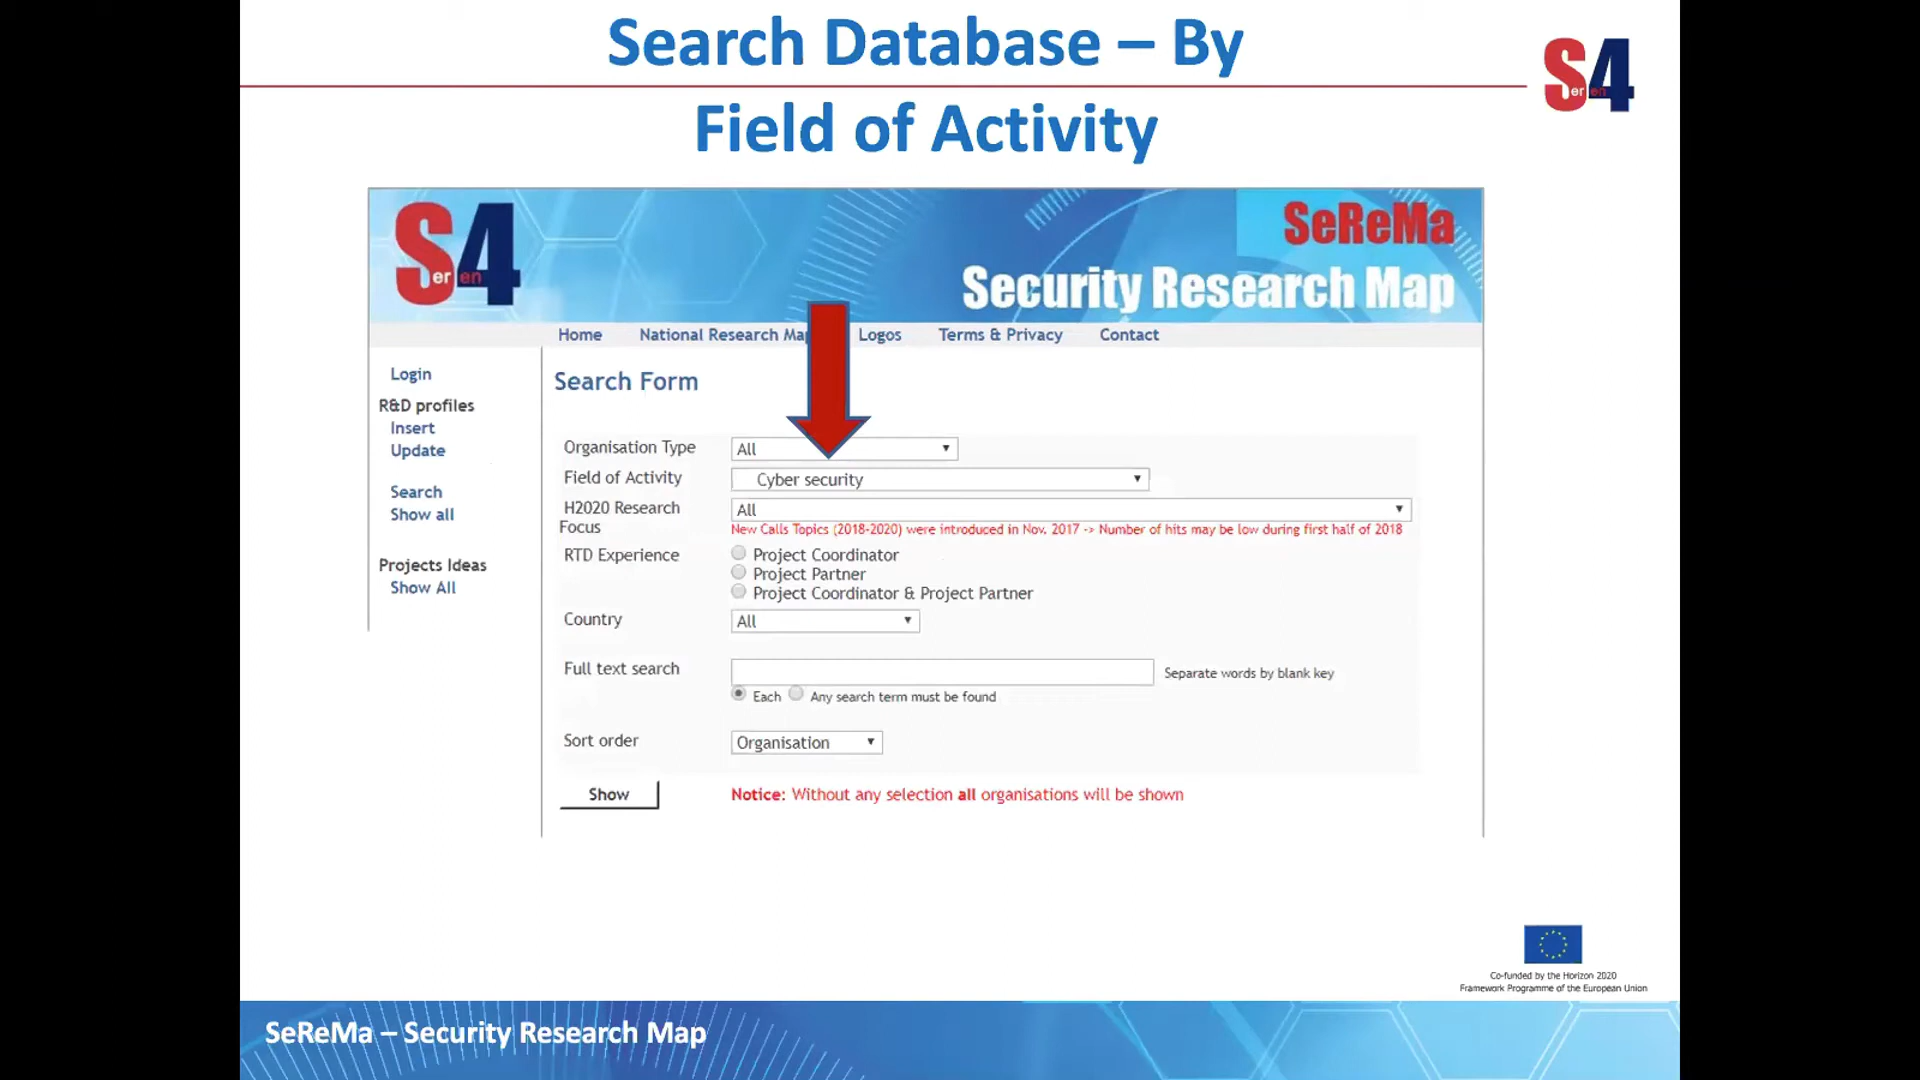 Search Database – By
Field of Activity
S4
er en
S4
er en
SeReMa
Security Research Map
Home National Research Map Logos Terms & Privacy Contact
Login
R&D profiles
Insert
Update
Search
Show all
Projects Ideas
Show All
Search Form
Organisation Type All
Field of Activity Cyber security
H2020 Research Focus All
New Calls Topics (2018-2020) were introduced in Nov. 2017 -> Number of hits may be low during first half of 2018
RTD Experience Project Coordinator
Project Partner
Project Coordinator & Project Partner
Country All
Full text search Separate words by blank key
Each Any search term must be found
Sort order Organisation
Show Notice: Without any selection all organisations will be shown
Co-funded by the Horizon 2020
Framework Programme of the European Union
SeReMa – Security Research Map